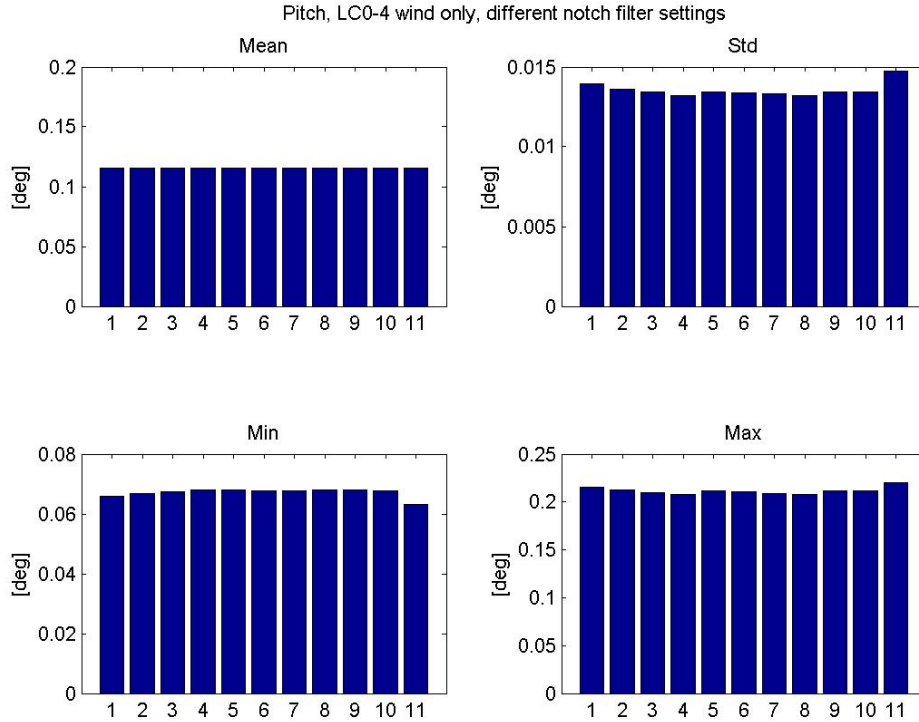 Pitch, LC0-4 wind only, different notch filter settings
Mean
0.2
0.15
0.1
0.05
0
[deg]
1 2 3 4 5 6 7 8 9 10 11
Std
0.015
0.01
0.005
0
[deg]
1 2 3 4 5 6 7 8 9 10 11
Min
0.08
0.06
0.04
0.02
0
[deg]
1 2 3 4 5 6 7 8 9 10 11
Max
0.25
0.2
0.15
0.1
0.05
0
[deg]
1 2 3 4 5 6 7 8 9 10 11